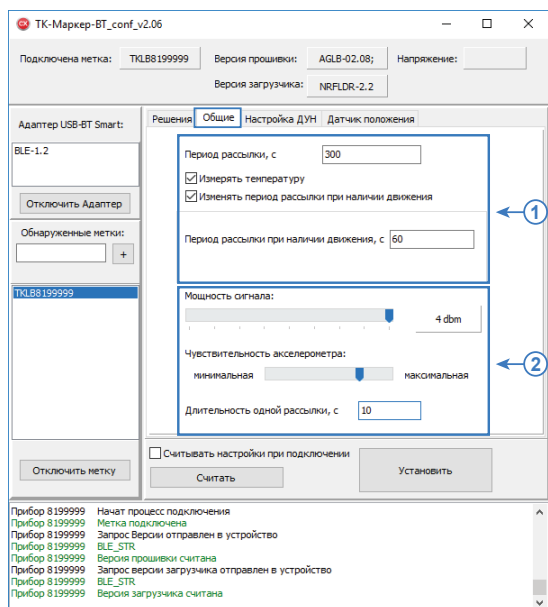 ТК-Маркер-BT_conf_v2.06
Подключена метка: TKLB8199999 Версия прошивки: AGLB-02.08; Напряжение:
Версия загрузчика: NRFLDR-2.2
Адаптер USB-BT Smart:
BLE-1.2
Отключить Адаптер
Обнаруженные метки:
+
TKLB8199999
Отключить метку
Решения Общие Настройка ДУН Датчик положения
Период рассылки, с 300
Измерять температуру
Изменять период рассылки при наличии движения
Период рассылки при наличии движения, с 60
1
Мощность сигнала:
4 dbm
Чувствительность акселерометра:
минимальная максимальная
Длительность одной рассылки, с 10
2
Считывать настройки при подключении
Считать
Установить
Прибор 8199999 Начат процесс подключения
Прибор 8199999 Метка подключена
Прибор 8199999 Запрос Версии отправлен в устройство
Прибор 8199999 BLE_STR
Прибор 8199999 Версия прошивки считана
Прибор 8199999 Запрос версии загрузчика отправлен в устройство
Прибор 8199999 BLE_STR
Прибор 8199999 Версия загрузчика считана